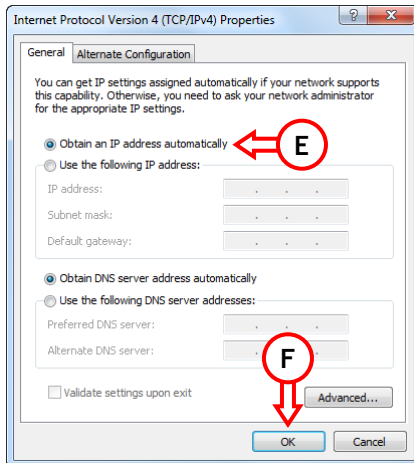 Internet Protocol Version 4 (TCP/IPv4) Properties
General
Alternate Configuration
You can get IP settings assigned automatically if your network supports
this capability. Otherwise, you need to ask your network administrator
for the appropriate IP settings.
Obtain an IP address automatically
E
Use the following IP address:
IP address:
Subnet mask:
Default gateway:
Obtain DNS server address automatically
Use the following DNS server addresses:
Preferred DNS server:
Alternate DNS server:
F
Validate settings upon exit
Advanced...
OK
Cancel